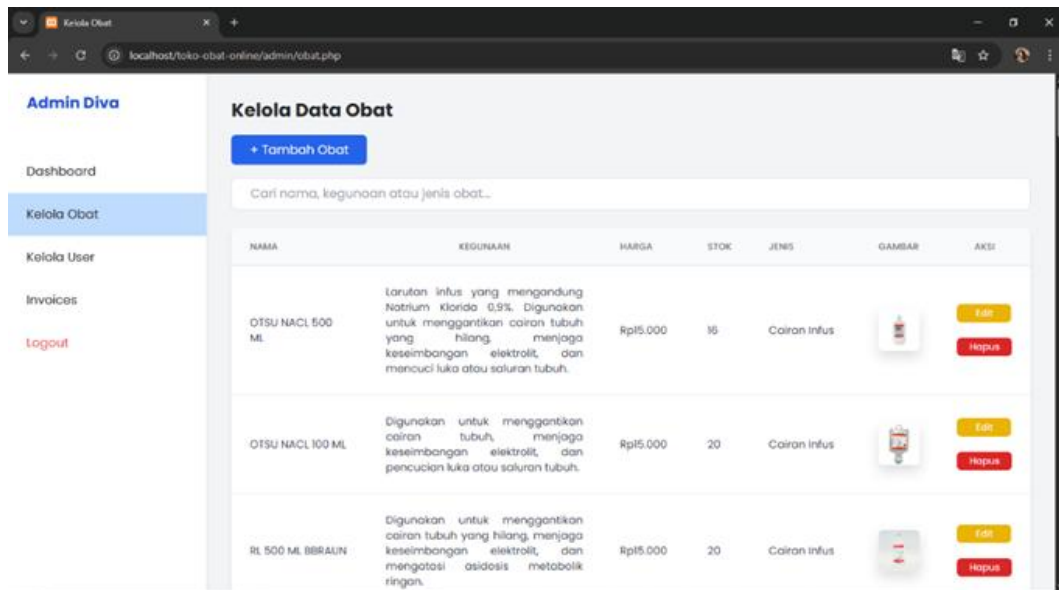 Kelola Obat
localhost/toko-obat-online/admin/obat.php
Admin Diva
Dashboard
Kelola Obat
Kelola User
Invoices
Logout
Kelola Data Obat
+ Tambah Obat
Cari nama, kegunaan atau jenis obat...
NAMA KEGUNAAN HARGA STOK JENIS GAMBAR AKSI
OTSU NACL 500
ML
Larutan infus yang mengandung
Natrium Klorida 0,9%. Digunakan
untuk menggantikan cairan tubuh
yang hilang, menjaga
keseimbangan elektrolit, dan
mencuci luka atau saluran tubuh.
Rp15.000 16 Cairan Infus
Edit
Hapus
OTSU NACL 100 ML
Digunakan untuk menggantikan
cairan tubuh, menjaga
keseimbangan elektrolit, dan
pencucian luka atau saluran tubuh.
Rp15.000 20 Cairan Infus
Edit
Hapus
RL 500 ML BBRAUN
Digunakan untuk menggantikan
cairan tubuh yang hilang, menjaga
keseimbangan elektrolit, dan
mengatasi asidosis metabolik
ringan.
Rp15.000 20 Cairan Infus
Edit
Hapus